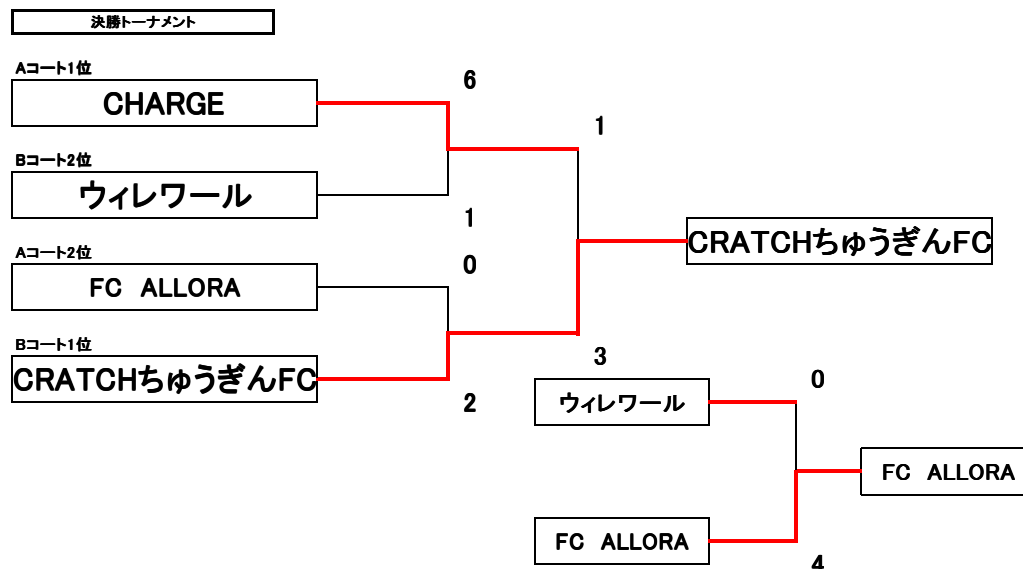 決勝トーナメント
Aコート1位
CHARGE
6
1
Bコート2位
ウィレワール
1
Aコート2位
FC ALLORA
0
CRATCHちゅうぎんFC
Bコート1位
CRATCHちゅうぎんFC
2
3
ウィレワール
0
FC ALLORA
FC ALLORA
4